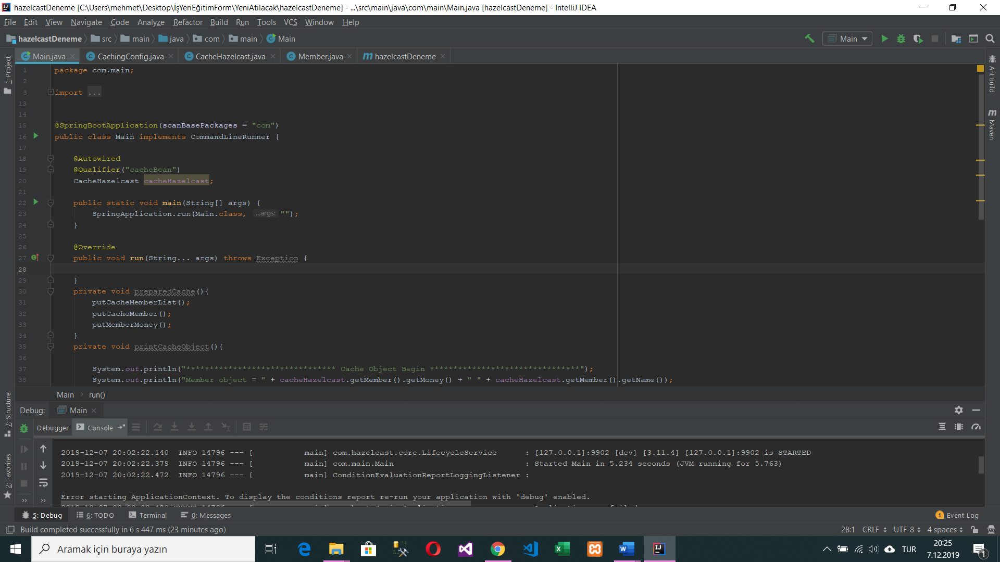 hazelcastDeneme [C:\Users\mehmet\Desktop\İşYeriEğitimForm\YeniAtilacak\hazelcastDeneme] - ...\src\main\java\com\main\Main.java [hazelcastDeneme] - IntelliJ IDEA
File Edit View Navigate Code Analyze Refactor Build Run Tools VCS Window Help
hazelcastDeneme src main java com main Main
Main
Main.java CachingConfig.java CacheHazelcast.java Member.java hazelcastDeneme
1: Project
Ant Build
Maven
1 package com.main;
2
3 import ...
13
14
15 @SpringBootApplication(scanBasePackages = "com")
16 public class Main implements CommandLineRunner {
17
18 @Autowired
19 @Qualifier("cacheBean")
20 CacheHazelcast cacheHazelcast;
21
22 public static void main(String[] args) {
23 SpringApplication.run(Main.class, ...args: "");
24 }
25
26 @Override
27 public void run(String... args) throws Exception {
28
29 }
30 private void preparedCache(){
31 putCacheMemberList();
32 putCacheMember();
33 putMemberMoney();
34 }
35 private void printCacheObject(){
36
37 System.out.println("******************************** Cache Object Begin ********************************");
38 System.out.println("Member object = " + cacheHazelcast.getMember().getMoney() + " " + cacheHazelcast.getMember().getName());
Main run()
7: Structure
2: Favorites
Debug: Main
Debugger Console
2019-12-07 20:02:22.140 INFO 14796 --- [ main] com.hazelcast.core.LifecycleService : [127.0.0.1]:9902 [dev] [3.11.4] [127.0.0.1]:9902 is STARTED
2019-12-07 20:02:22.379 INFO 14796 --- [ main] com.main.Main : Started Main in 5.234 seconds (JVM running for 5.763)
2019-12-07 20:02:22.472 INFO 14796 --- [ main] ConditionEvaluationReportLoggingListener :
Error starting ApplicationContext. To display the conditions report re-run your application with 'debug' enabled.
5: Debug 6: TODO Terminal 0: Messages
1 Event Log
Build completed successfully in 6 s 447 ms (23 minutes ago)
28:1 CRLF UTF-8 4 spaces
Aramak için buraya yazın
TUR
20:25
7.12.2019
1